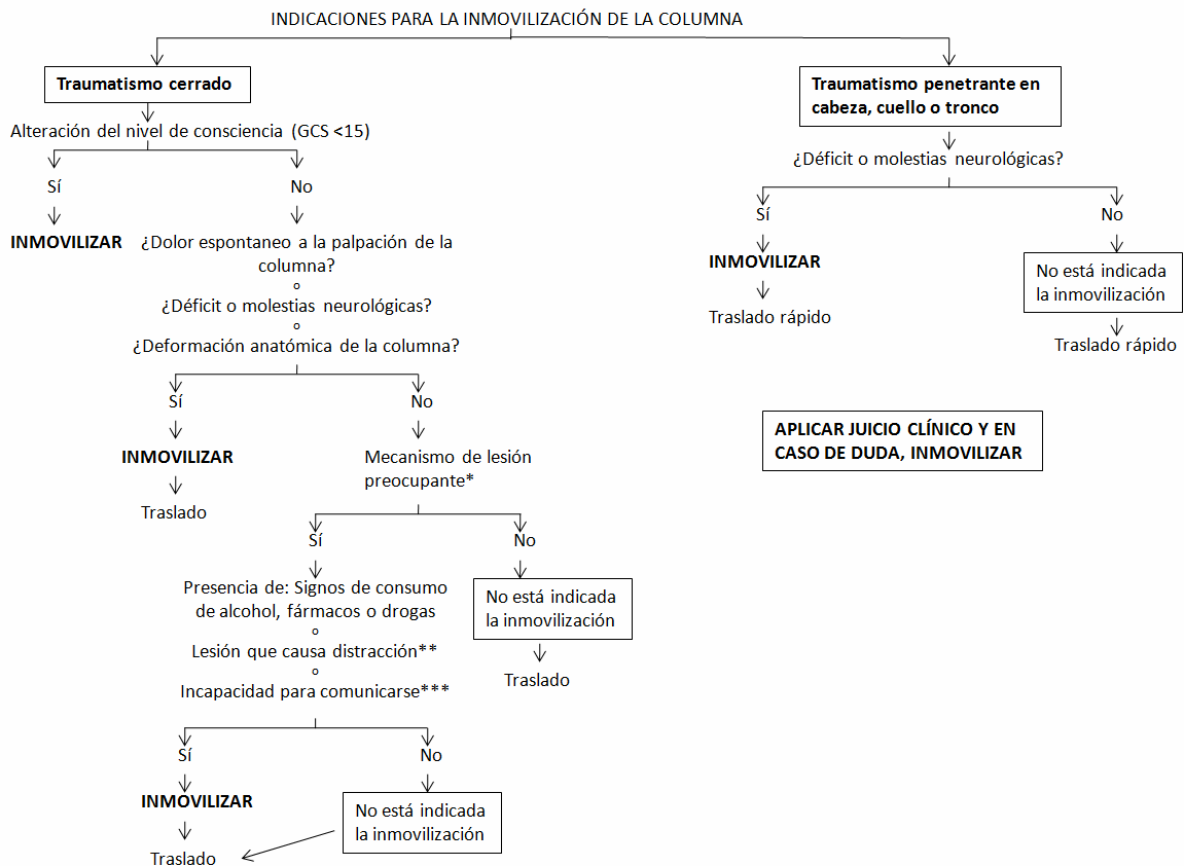 INDICACIONES PARA LA INMOVILIZACIÓN DE LA COLUMNA
Traumatismo cerrado
Alteración del nivel de consciencia (GCS <15)
Sí
No
INMOVILIZAR
¿Dolor espontaneo a la palpación de la
columna?
o
¿Déficit o molestias neurológicas?
o
¿Deformación anatómica de la columna?
Sí
No
INMOVILIZAR
Traslado
Mecanismo de lesión
preocupante*
Sí
No
Presencia de: Signos de consumo
de alcohol, fármacos o drogas
o
Lesión que causa distracción**
o
Incapacidad para comunicarse***
No está indicada
la inmovilización
Traslado
Sí
No
INMOVILIZAR
No está indicada
la inmovilización
Traslado
Traumatismo penetrante en
cabeza, cuello o tronco
¿Déficit o molestias neurológicas?
Sí
No
INMOVILIZAR
Traslado rápido
No está indicada
la inmovilización
Traslado rápido
APLICAR JUICIO CLÍNICO Y EN
CASO DE DUDA, INMOVILIZAR